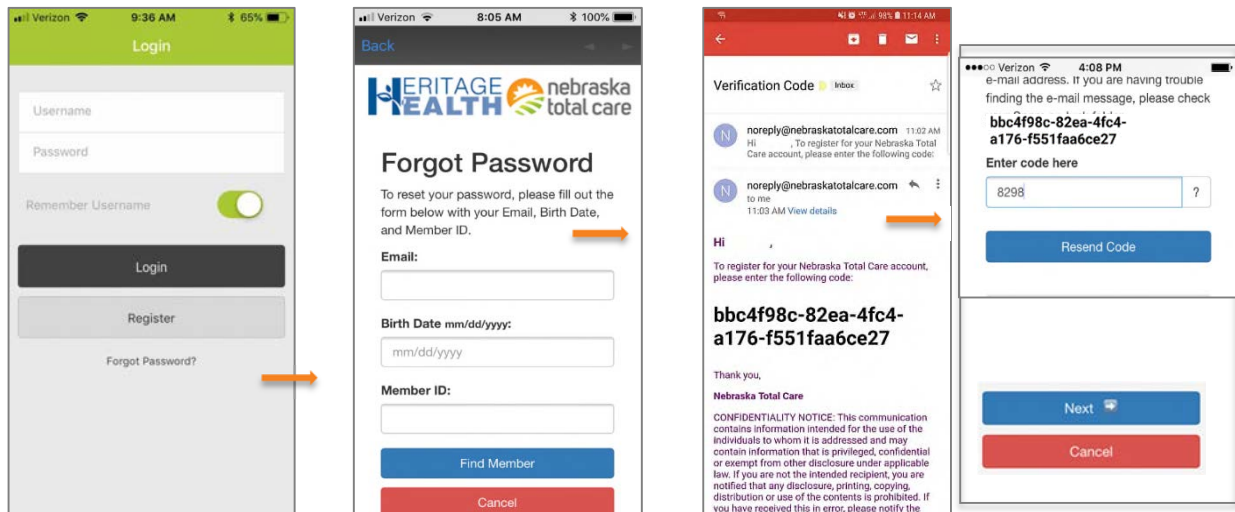 Verizon 9:36 AM 65%
Login
Username
Password
Remember Username
Login
Register
Forgot Password?
Verizon 8:05 AM 100%
Back
HERITAGE HEALTH
nebraska total care
Forgot Password
To reset your password, please fill out the
form below with your Email, Birth Date,
and Member ID.
Email:
Birth Date mm/dd/yyyy:
mm/dd/yyyy
Member ID:
Find Member
Cancel
98% 11:14 AM
Verification Code Inbox
N
noreply@nebraskatotalcare.com 11:02 AM
Hi , To register for your Nebraska Total
Care account, please enter the following code:
N
noreply@nebraskatotalcare.com
to me
11:03 AM View details
Hi ,
To register for your Nebraska Total Care account,
please enter the following code:
bbc4f98c-82ea-4fc4-
a176-f551faa6ce27
Thank you,
Nebraska Total Care
CONFIDENTIALITY NOTICE: This communication
contains information intended for the use of the
individuals to whom it is addressed and may
contain information that is privileged, confidential
or exempt from other disclosure under applicable
law. If you are not the intended recipient, you are
notified that any disclosure, printing, copying,
distribution or use of the contents is prohibited. If
you have received this in error, please notify the
Verizon 4:08 PM
e-mail address. If you are having trouble
finding the e-mail message, please check
bbc4f98c-82ea-4fc4-
a176-f551faa6ce27
Enter code here
8298
?
Resend Code
Next
Cancel